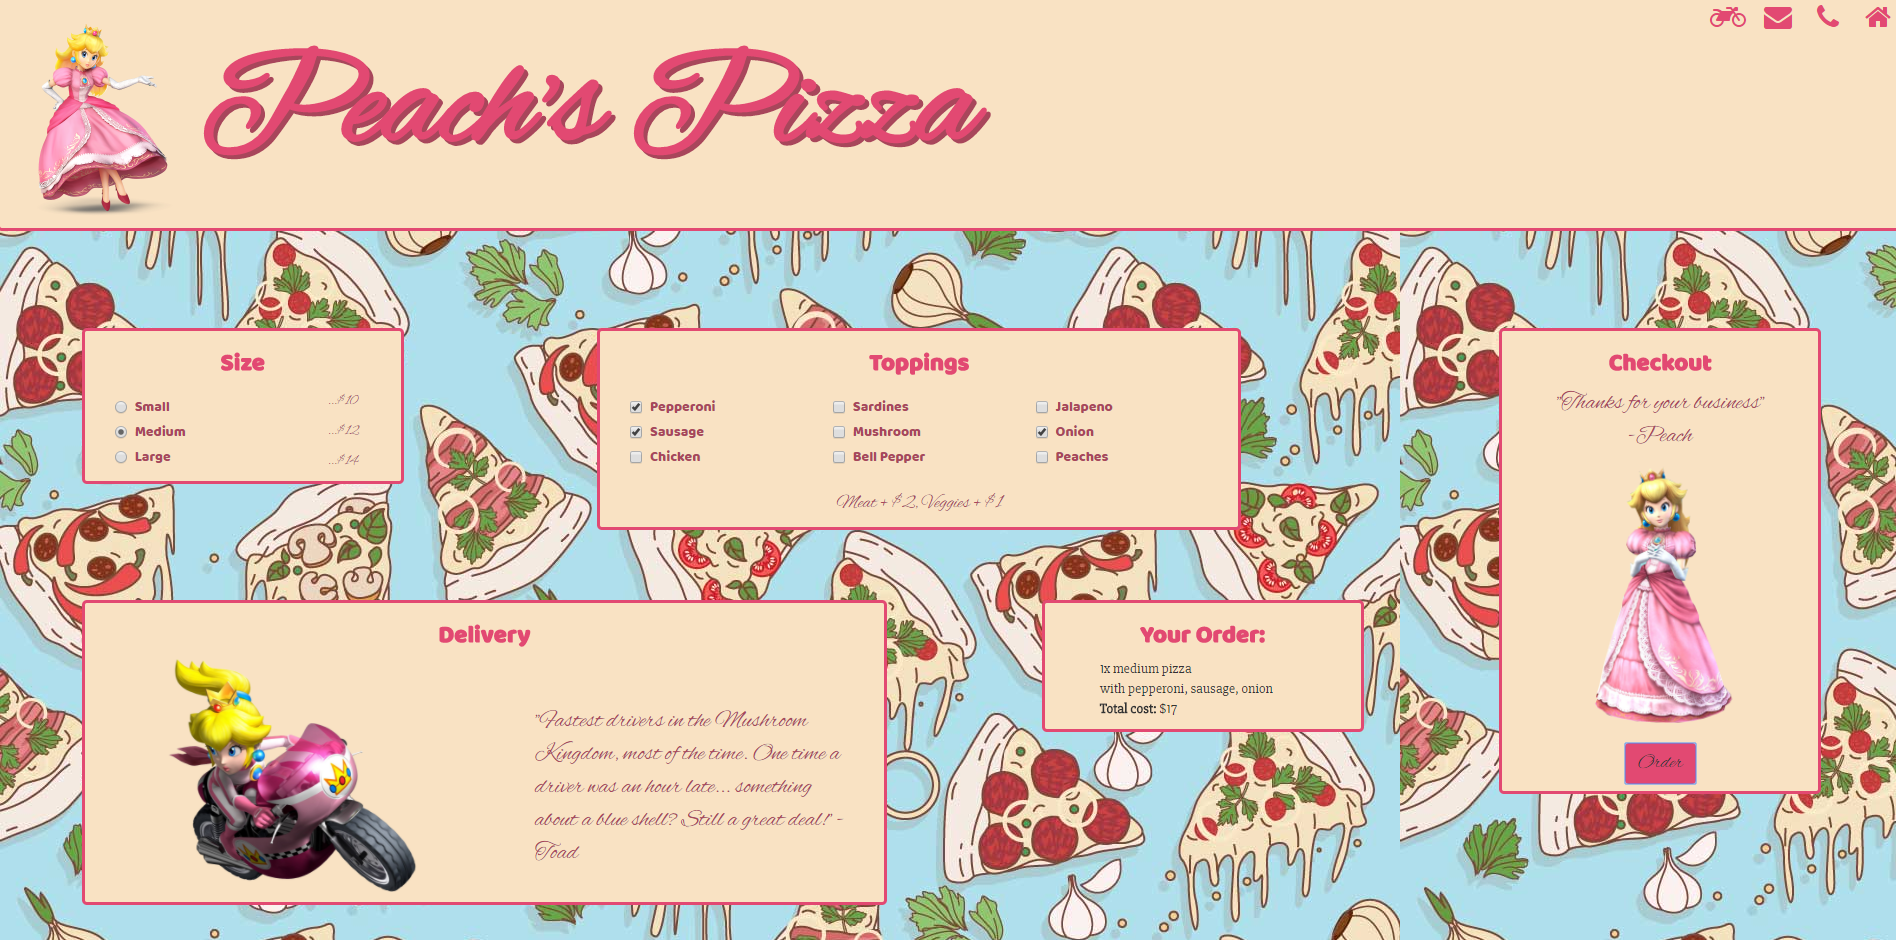 Peach's Pizza
Size
Small ...$10
Medium ...$12
Large ...$14
Toppings
Pepperoni Sardines Jalapeno
Sausage Mushroom Onion
Chicken Bell Pepper Peaches
Meat + $2, Veggies + $1
Checkout
"Thanks for your business"
-Peach
Order
Delivery
"Fastest drivers in the Mushroom
Kingdom, most of the time. One time a
driver was an hour late... something
about a blue shell? Still a great deal!" -
Toad
Your Order:
1x medium pizza
with pepperoni, sausage, onion
Total cost: $17